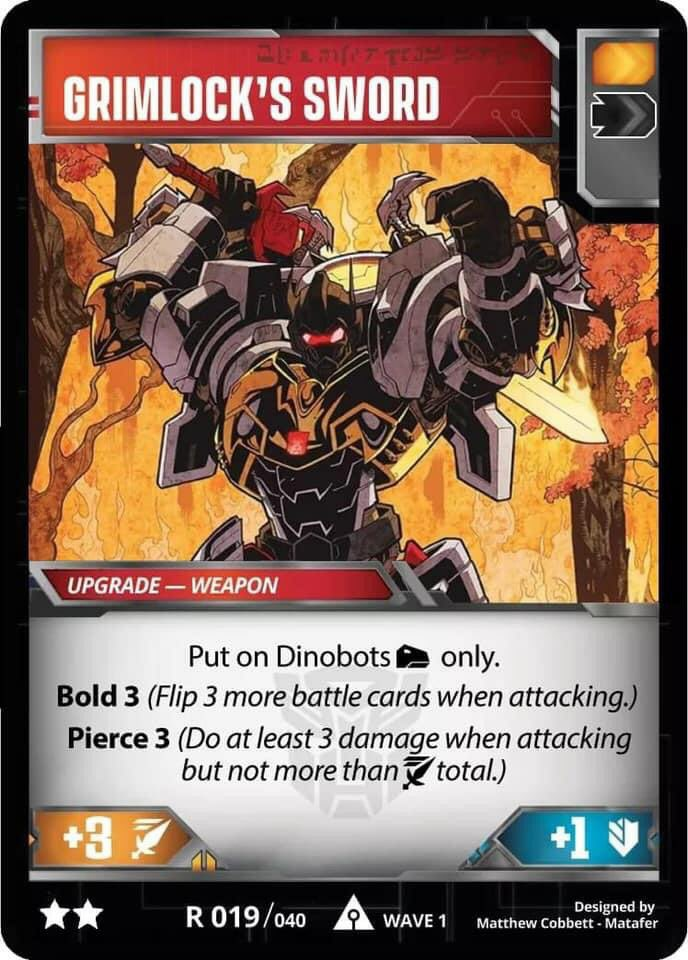 GRIMLOCK'S SWORD
UPGRADE — WEAPON
Put on Dinobots only.
Bold 3 (Flip 3 more battle cards when attacking.)
Pierce 3 (Do at least 3 damage when attacking
but not more than total.)
+3 +1
R 019/040 WAVE 1
Designed by
Matthew Cobbett - Matafer